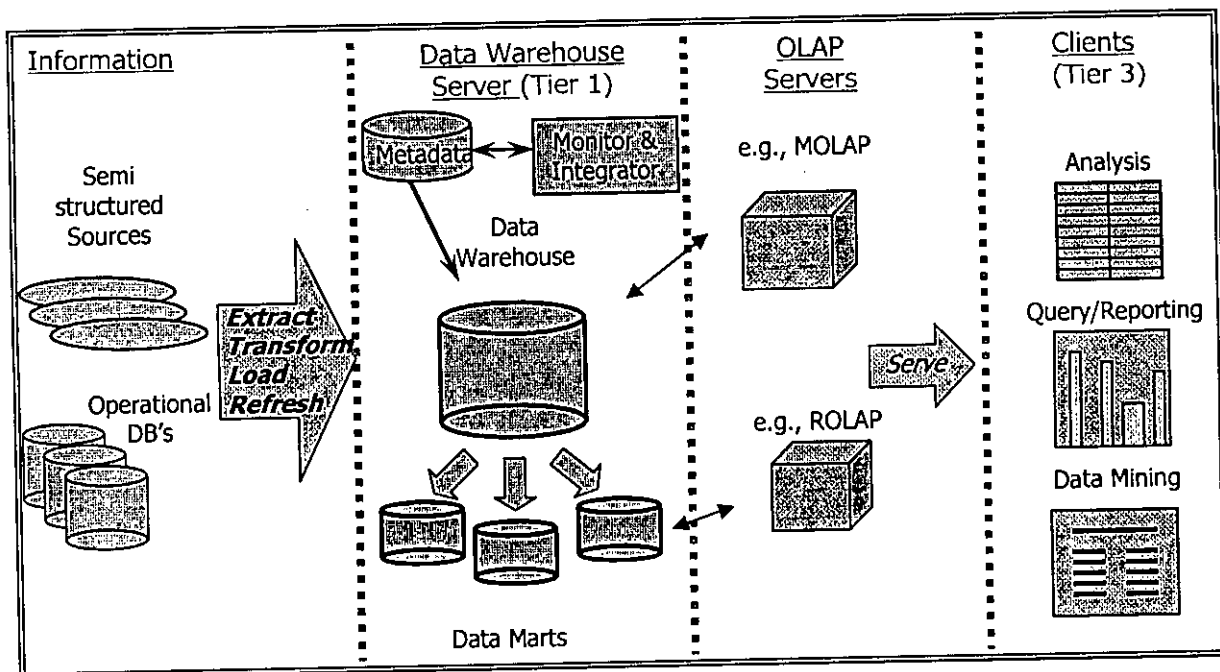 Information
Semi
structured
Sources
Operational
DB's
Extract
Transform
Load
Refresh
Data Warehouse
Server (Tier 1)
Metadata
Monitor &
Integrator
Data
Warehouse
Data Marts
OLAP
Servers
e.g., MOLAP
e.g., ROLAP
Serve
Clients
(Tier 3)
Analysis
Query/Reporting
Data Mining